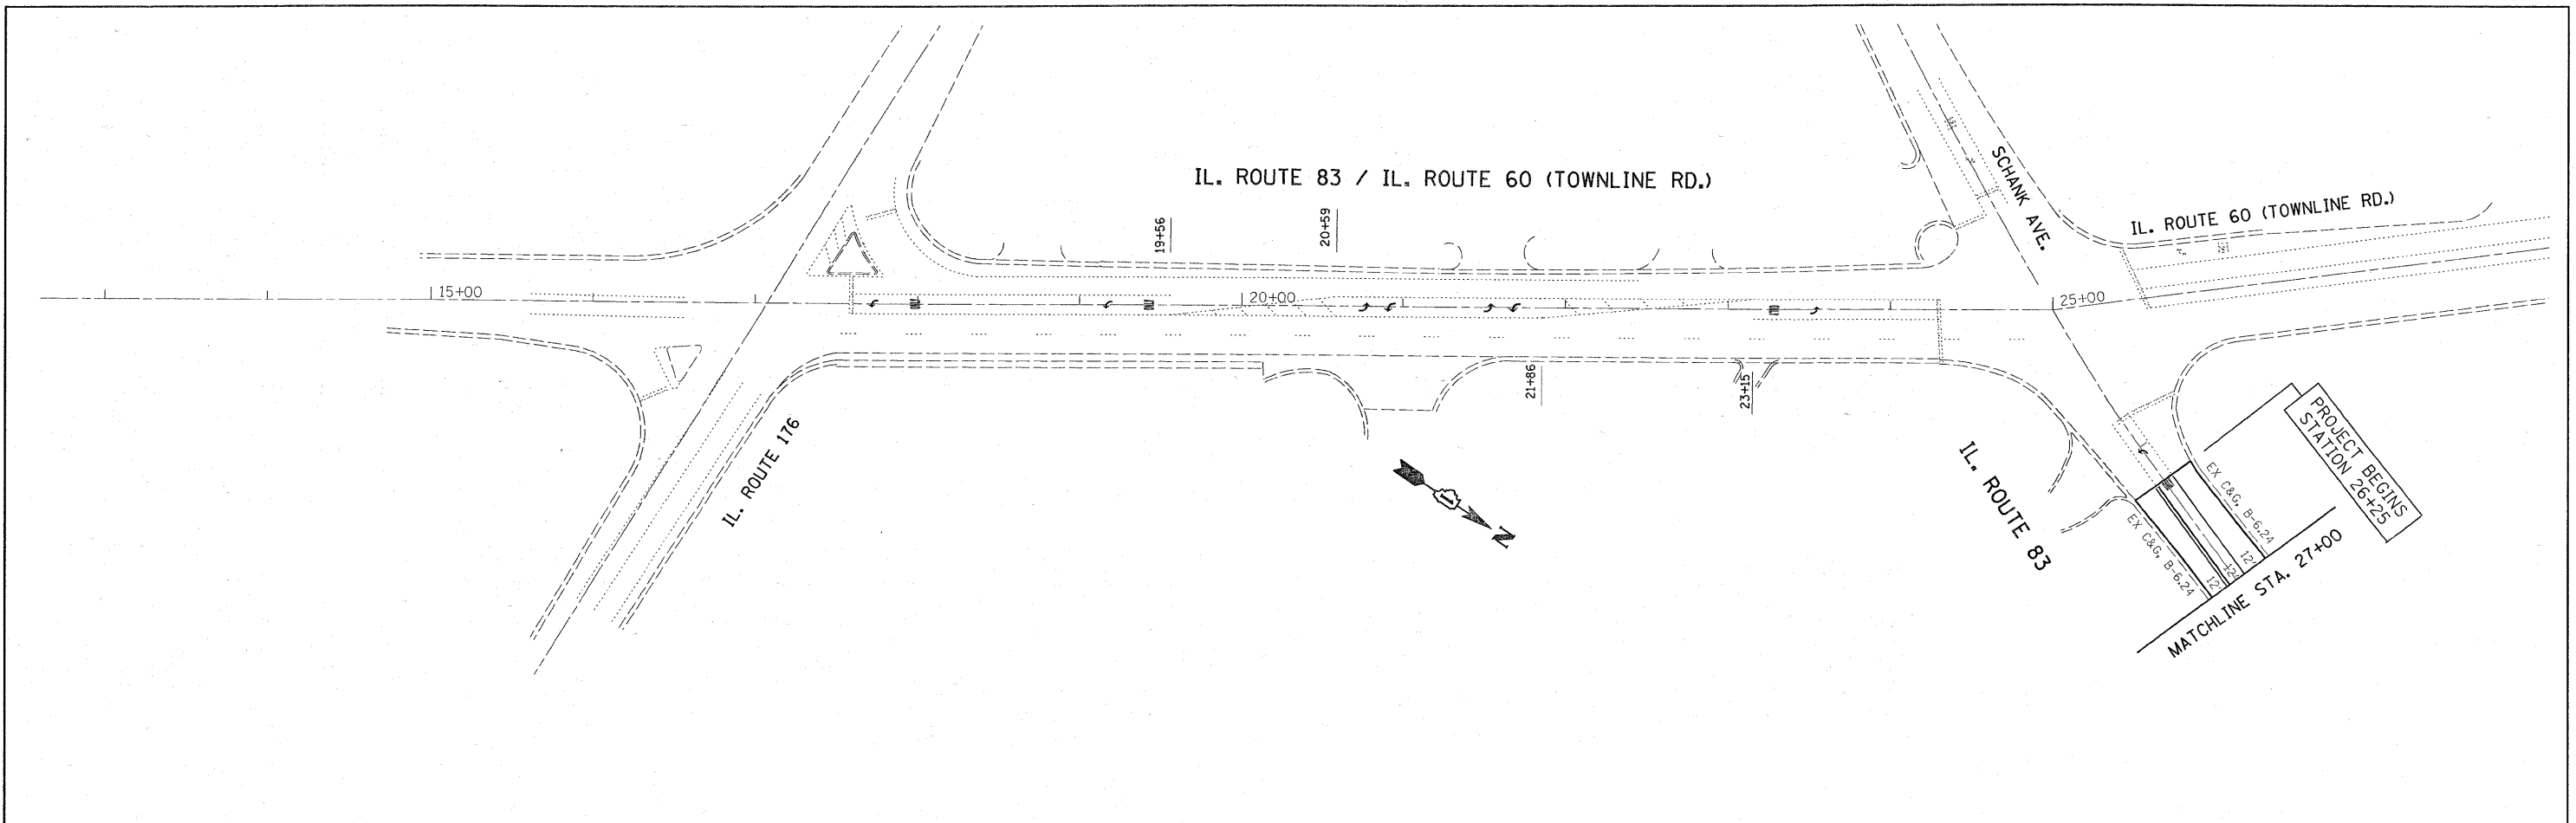 IL. ROUTE 83 / IL. ROUTE 60 (TOWNLINE RD.)
SCHANK AVE.
IL. ROUTE 60 (TOWNLINE RD.)
19+56
20+59
15+00
20+00
25+00
21+86
23+15
IL. ROUTE 176
N
IL. ROUTE 83
PROJECT BEGINS
STATION 26+25
EX C&G, B-6.24
EX C&G, B-6.24
12'
12'
12'
MATCHLINE STA. 27+00